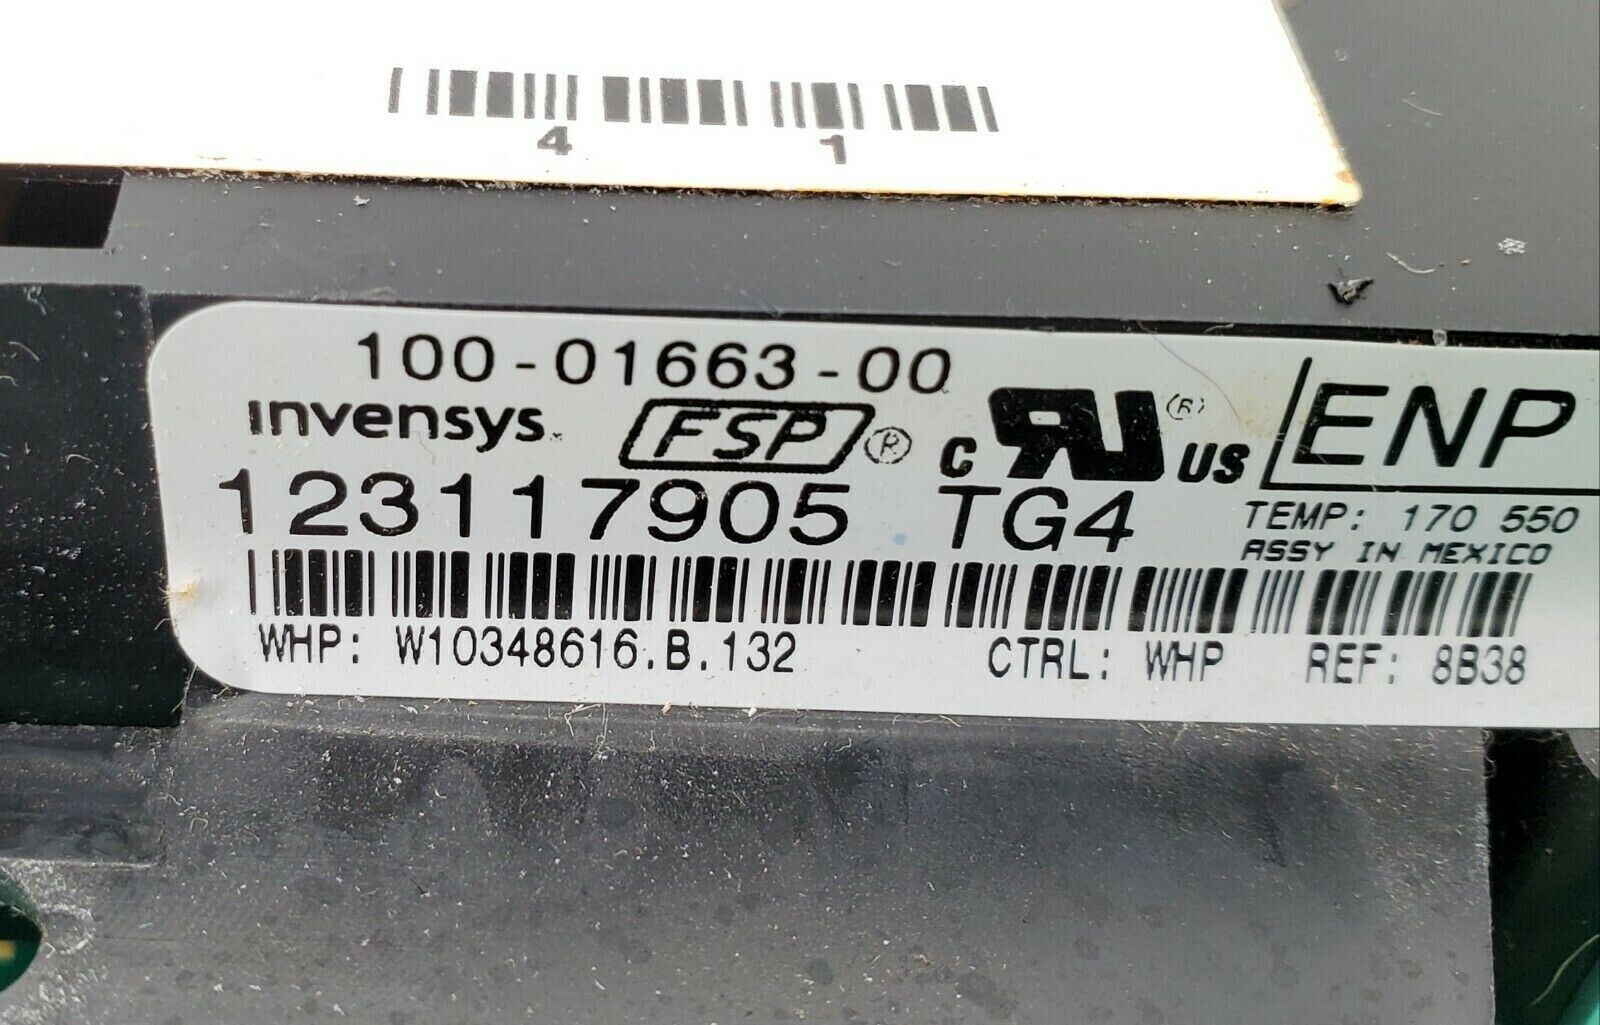 4 1
100-01663-00
invensys FSP ® c RU ® US ENP
123117905 TG4 TEMP: 170 550
ASSY IN MEXICO
WHP: W10348616.B.132 CTRL: WHP REF: 8B38